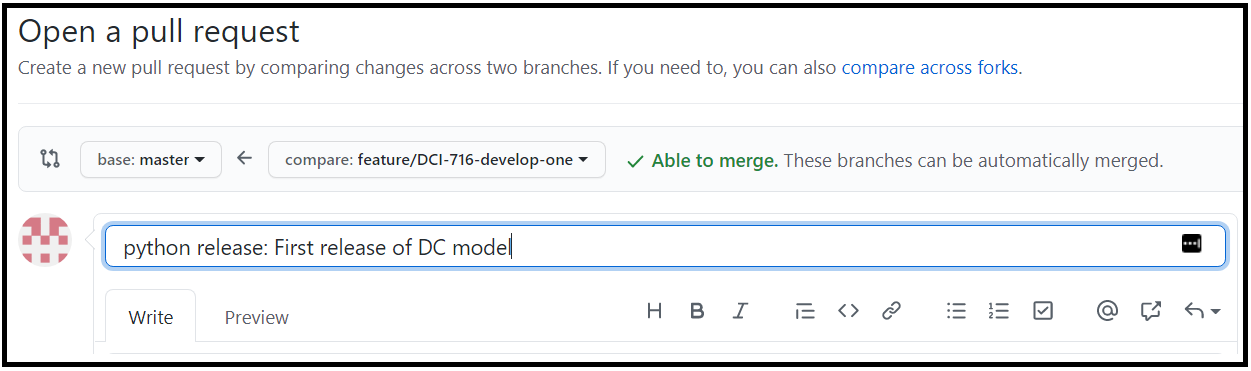 Open a pull request
Create a new pull request by comparing changes across two branches. If you need to, you can also compare across forks.
base: master compare: feature/DCI-716-develop-one Able to merge. These branches can be automatically merged.
python release: First release of DC model
Write Preview H B I